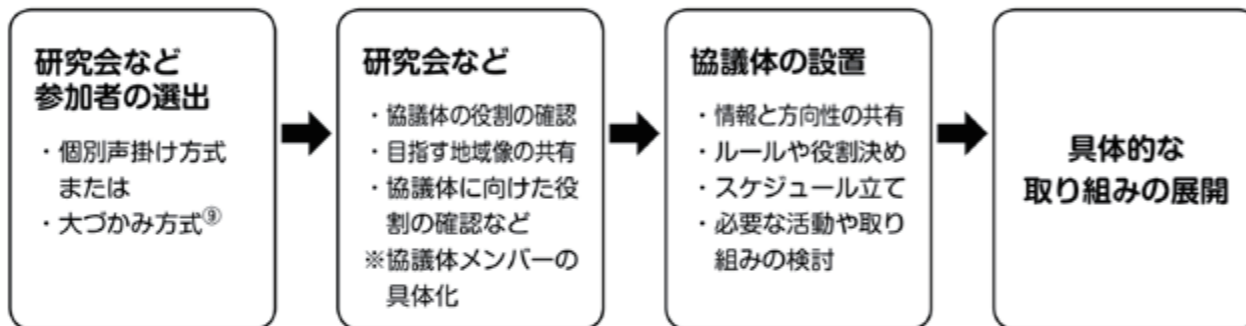 研究会など
参加者の選出
・個別声掛け方式
または
・大づかみ方式⑨
研究会など
・協議体の役割の確認
・目指す地域像の共有
・協議体に向けた役
割の確認など
※協議体メンバーの
具体化
協議体の設置
・情報と方向性の共有
・ルールや役割決め
・スケジュール立て
・必要な活動や取り
組みの検討
具体的な
取り組みの展開